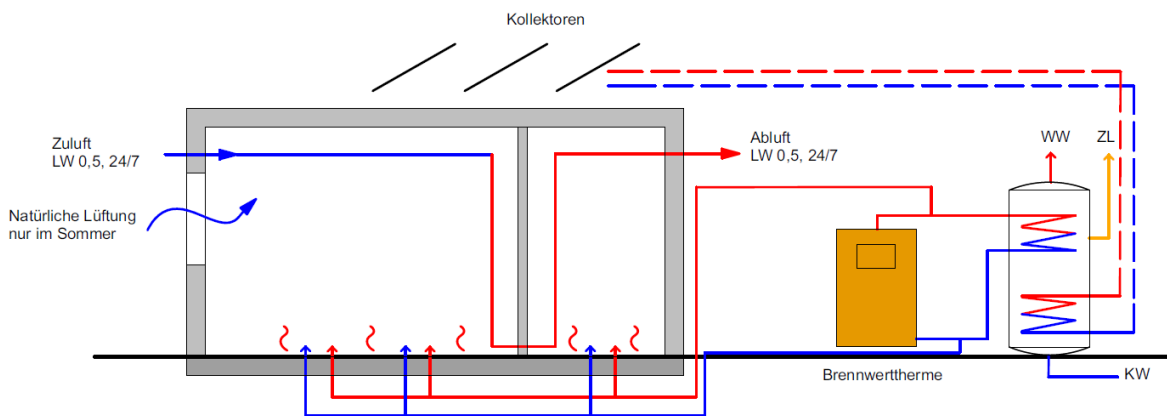 Kollektoren
Zuluft
LW 0,5, 24/7
Abluft
LW 0,5, 24/7
WW
ZL
Natürliche Lüftung
nur im Sommer
Brennwerttherme
KW